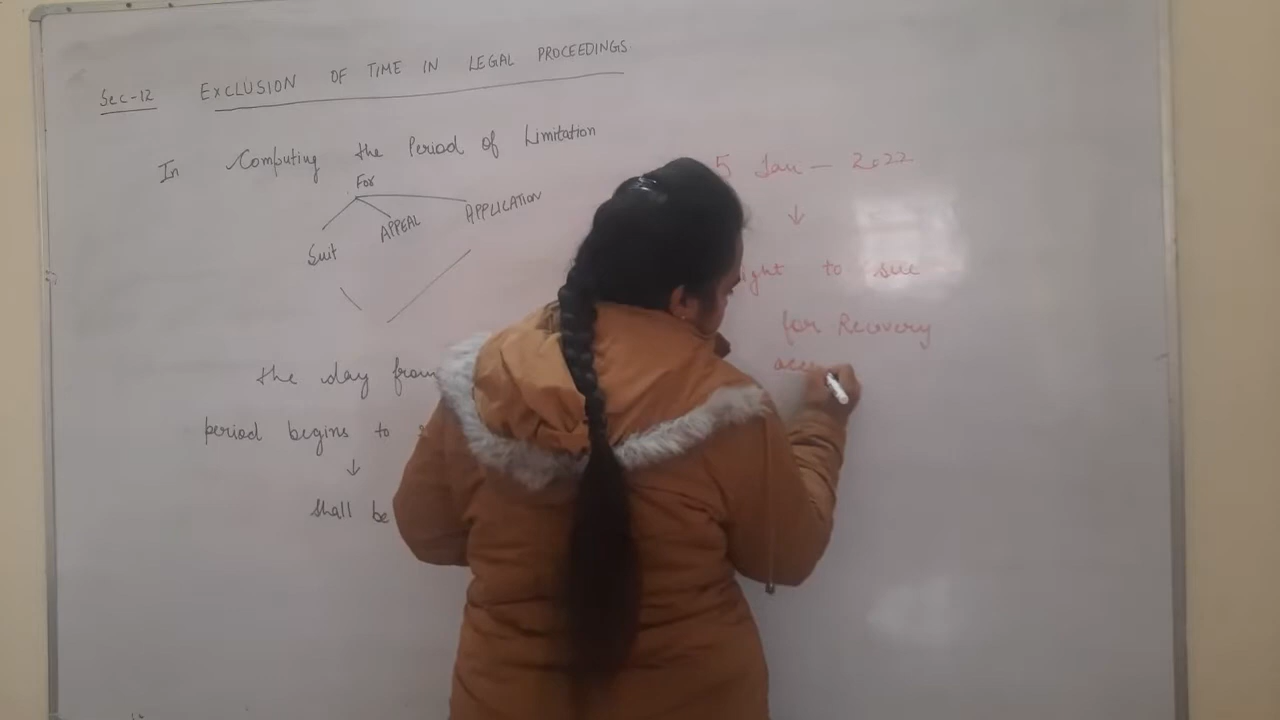 Sec-12 EXCLUSION OF TIME IN LEGAL PROCEEDINGS
In Computing the Period of Limitation
For
Suit APPEAL APPLICATION
the day from
period begins to
shall be
5 Jan - 2022
to sue
for Recovery